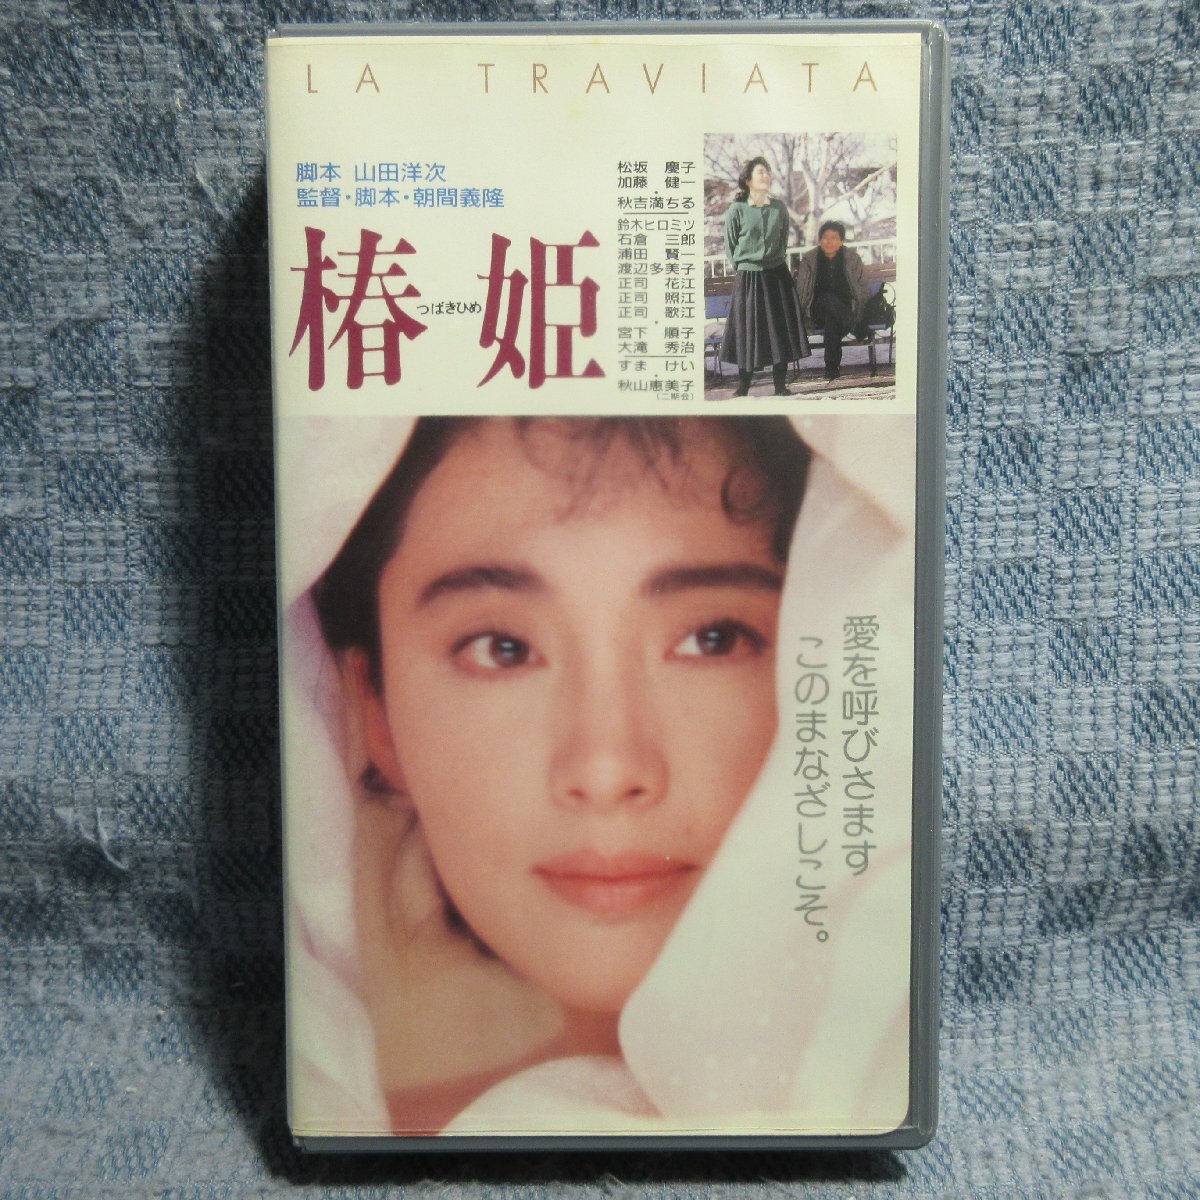 LA TRAVIATA
脚本 山田洋次
監督・脚本・朝間義隆
椿姫
つばきひめ
松坂 慶子
加藤 健一
・
秋吉満ちる
鈴木ヒロミツ
石倉 三郎
浦田 賢一
渡辺多美子
正司 花江
正司 照江
正司 歌江
・
宮下 順子
大滝 秀治
すま けい
・
秋山恵美子
(二期会)
愛を呼びさます
このまなざしこそ。